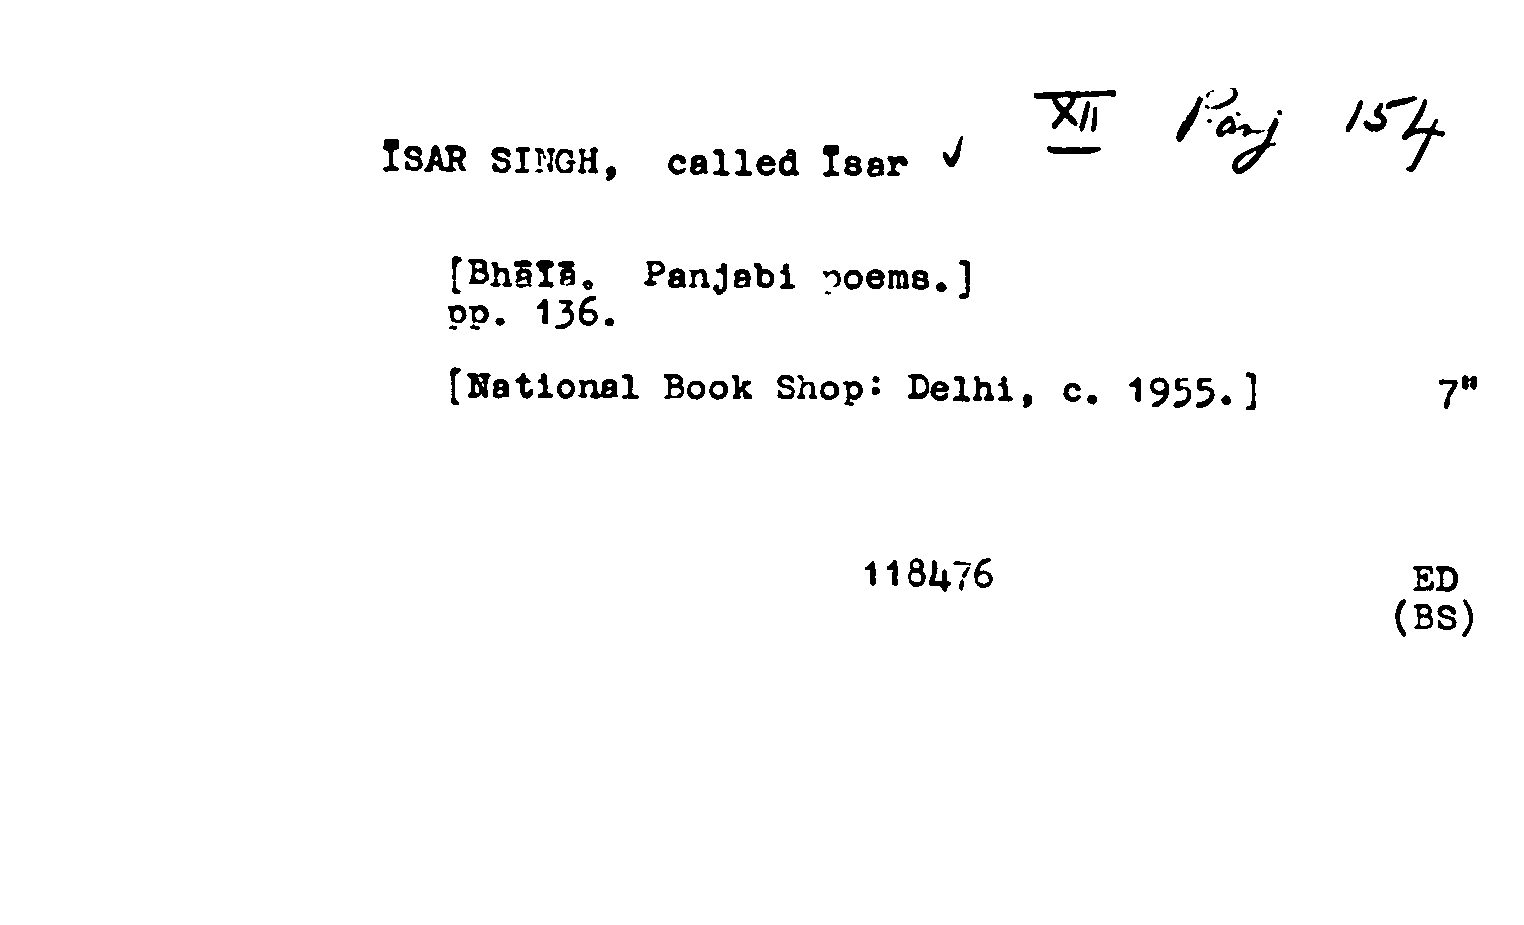 XII Panj 154
ĪSAR SINGH, called Īsar ✓
[Bhāīā. Panjabi poems.]
pp. 136.
[National Book Shop: Delhi, c. 1955.] 7"
118476 ED
(BS)